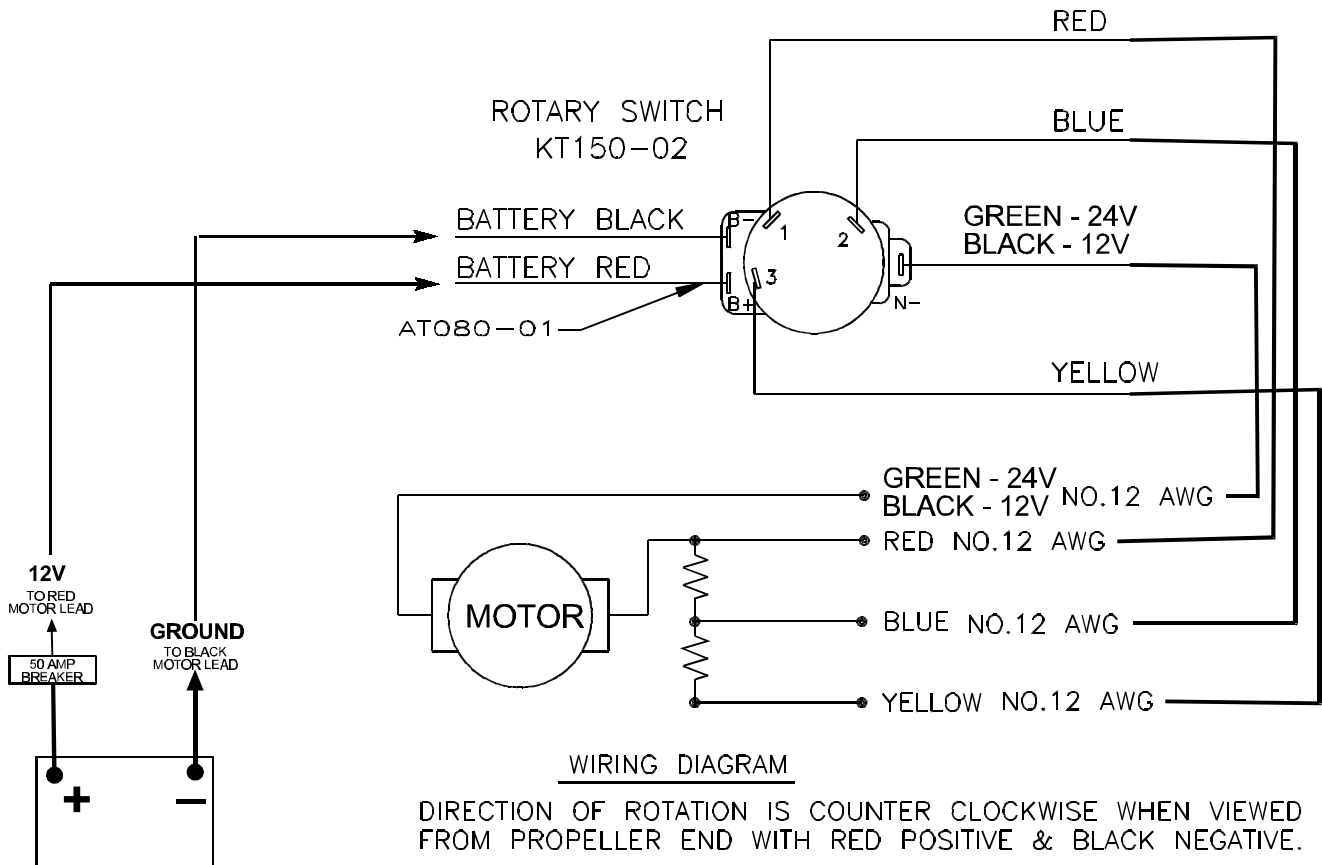 RED
BLUE
ROTARY SWITCH
KT150-02
BATTERY BLACK
B-
1
2
GREEN - 24V
BLACK - 12V
BATTERY RED
3
B+
N-
AT080-01
YELLOW
GREEN - 24V
BLACK - 12V
NO.12 AWG
RED NO.12 AWG
12V
TO RED
MOTOR LEAD
MOTOR
GROUND
TO BLACK
MOTOR LEAD
BLUE NO.12 AWG
50 AMP
BREAKER
YELLOW NO.12 AWG
+
−
WIRING DIAGRAM
DIRECTION OF ROTATION IS COUNTER CLOCKWISE WHEN VIEWED
FROM PROPELLER END WITH RED POSITIVE & BLACK NEGATIVE.